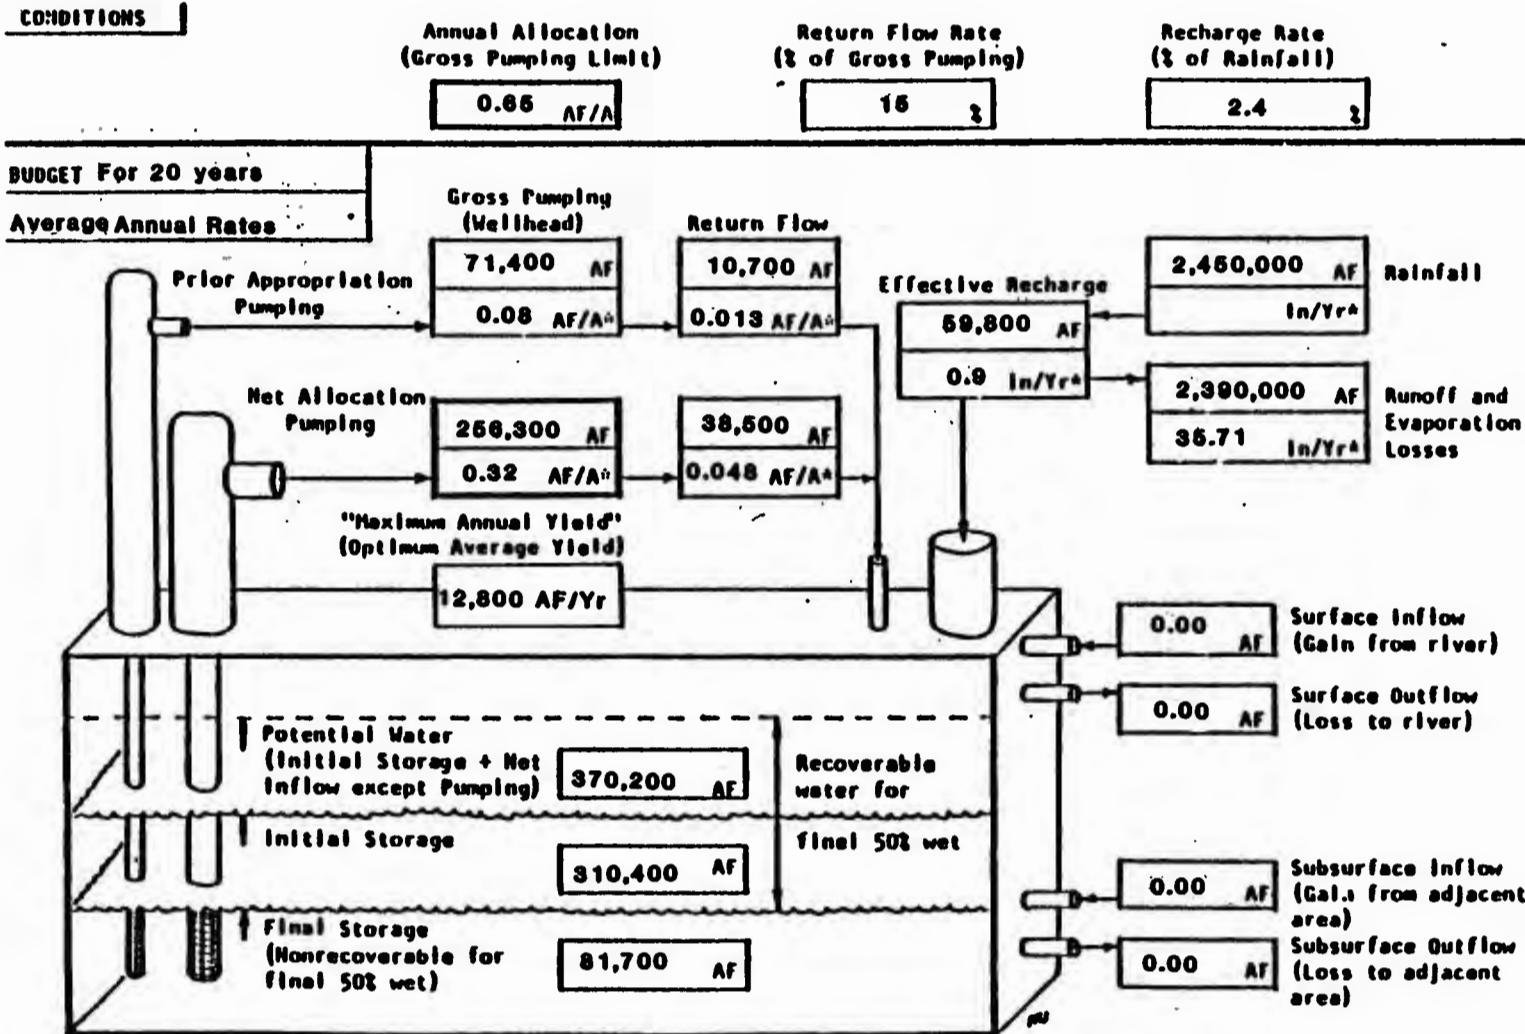 CONDITIONS
Annual Allocation
(Gross Pumping Limit)
0.65 AF/A
Return Flow Rate
(% of Gross Pumping)
15 %
Recharge Rate
(% of Rainfall)
2.4 %
BUDGET For 20 years
Average Annual Rates
Gross Pumping
(Wellhead)
Return Flow
Prior Appropriation
Pumping
71,400 AF
0.08 AF/A*
10,700 AF
0.013 AF/A*
Effective Recharge
59,800 AF
0.9 In/Yr*
2,450,000 AF
In/Yr*
Rainfall
2,390,000 AF
35.71 In/Yr*
Runoff and
Evaporation
Losses
Net Allocation
Pumping
256,300 AF
0.32 AF/A*
38,500 AF
0.048 AF/A*
"Maximum Annual Yield"
(Optimum Average Yield)
12,800 AF/Yr
0.00 AF
Surface Inflow
(Gain from river)
0.00 AF
Surface Outflow
(Loss to river)
Potential Water
(Initial Storage + Net
Inflow except Pumping)
370,200 AF
Recoverable
water for
final 50% wet
Initial Storage
310,400 AF
Final Storage
(Nonrecoverable for
final 50% wet)
81,700 AF
0.00 AF
Subsurface Inflow
(Gain from adjacent
area)
0.00 AF
Subsurface Outflow
(Loss to adjacent
area)